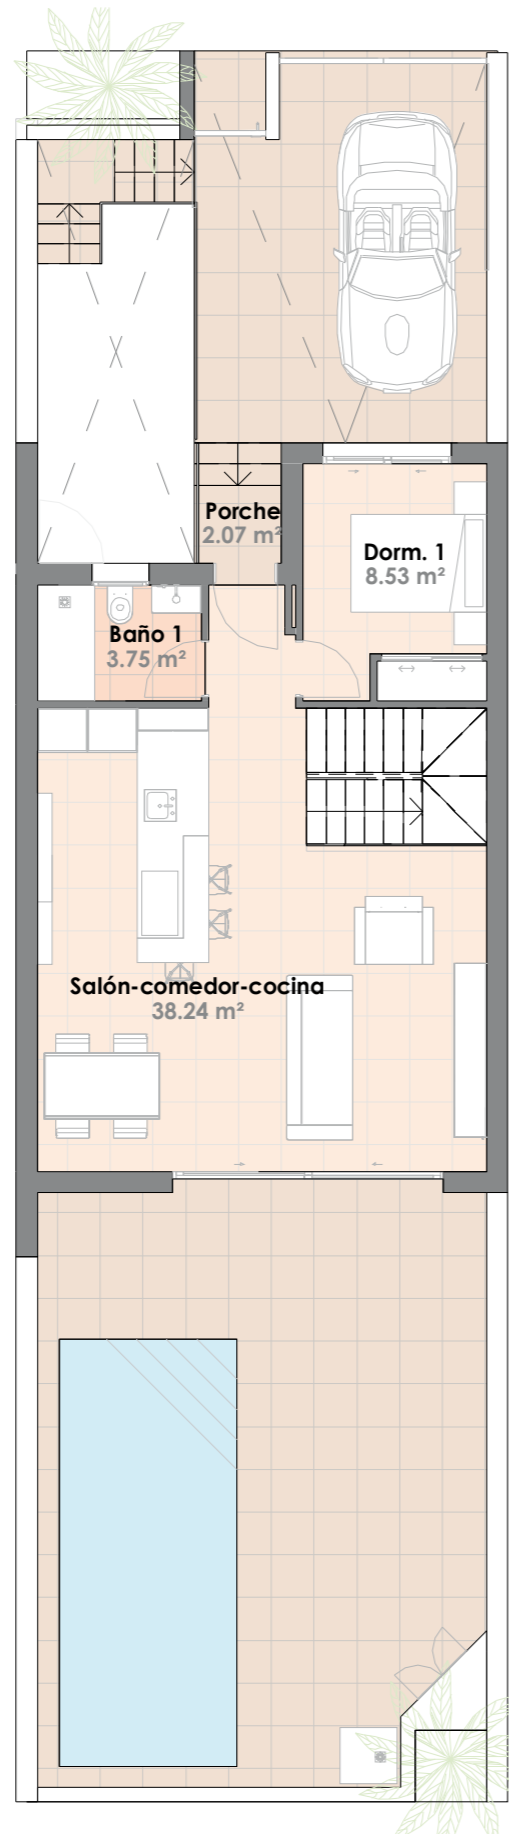 Porche
2.07 m²
Dorm. 1
8.53 m²
Baño 1
3.75 m²
Salón-comedor-cocina
38.24 m²